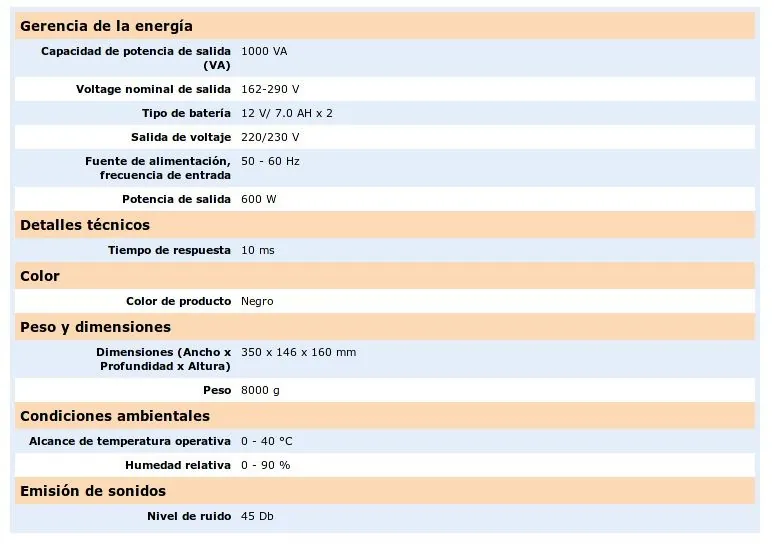 Gerencia de la energía
Capacidad de potencia de salida 1000 VA
(VA)
Voltage nominal de salida 162-290 V
Tipo de batería 12 V/ 7.0 AH x 2
Salida de voltaje 220/230 V
Fuente de alimentación, 50 - 60 Hz
frecuencia de entrada
Potencia de salida 600 W
Detalles técnicos
Tiempo de respuesta 10 ms
Color
Color de producto Negro
Peso y dimensiones
Dimensiones (Ancho x 350 x 146 x 160 mm
Profundidad x Altura)
Peso 8000 g
Condiciones ambientales
Alcance de temperatura operativa 0 - 40 °C
Humedad relativa 0 - 90 %
Emisión de sonidos
Nivel de ruido 45 Db